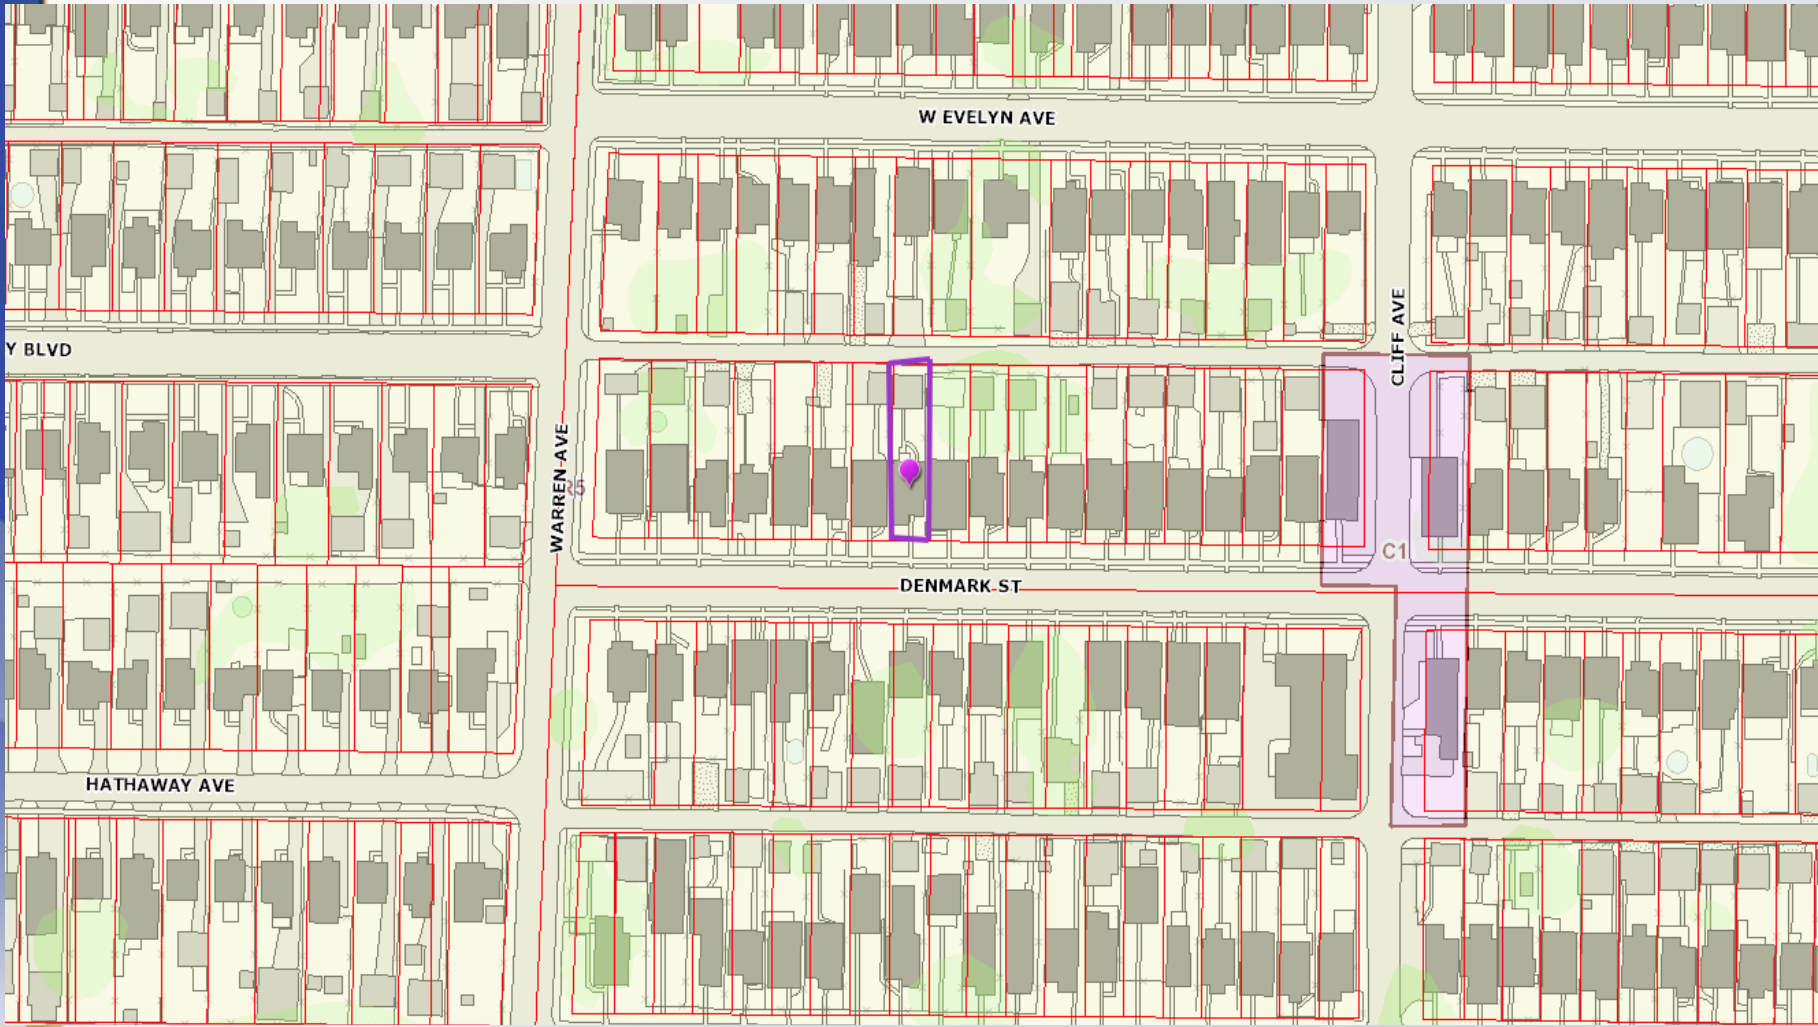 W EVELYN AVE
CLIFF AVE
Y BLVD
WARREN AVE
R5
C1
DENMARK ST
HATHAWAY AVE